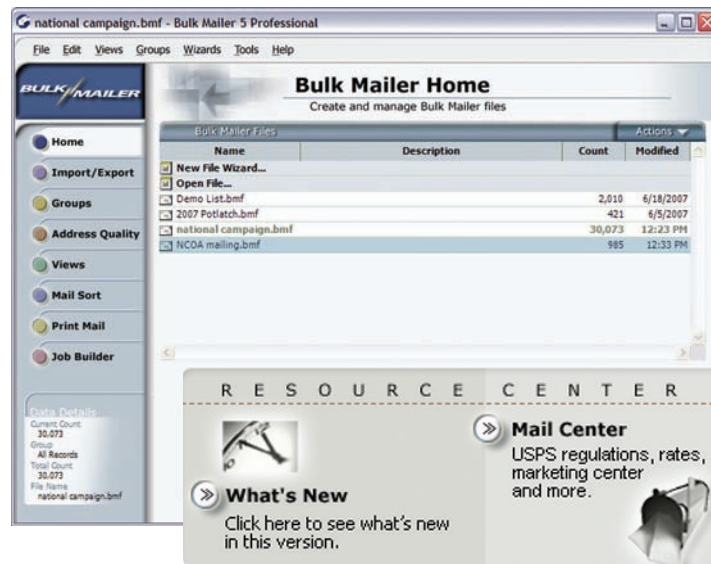 national campaign.bmf - Bulk Mailer 5 Professional
File Edit Views Groups Wizards Tools Help
BULK MAILER
Bulk Mailer Home
Create and manage Bulk Mailer files
Home
Import/Export
Groups
Address Quality
Views
Mail Sort
Print Mail
Job Builder
Bulk Mailer Files Actions
Name Description Count Modified
New File Wizard...
Open File...
Demo List.bmf 2,010 6/18/2007
2007 Potlatch.bmf 421 6/5/2007
national campaign.bmf 30,073 12:23 PM
NCOA mailing.bmf 985 12:33 PM
Data Details
Current Count
30,073
Group
All Records
Total Count
30,073
File Name
national campaign.bmf
RESOURCE CENTER
What's New
Click here to see what's new
in this version.
Mail Center
USPS regulations, rates,
marketing center
and more.